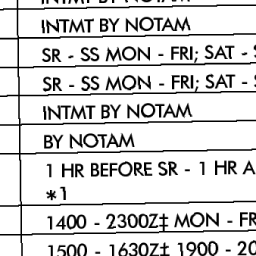 INTMT BY NOTAM
INTMT BY NOTAM
SR - SS MON - FRI; SAT -
SR - SS MON - FRI; SAT -
INTMT BY NOTAM
BY NOTAM
1 HR BEFORE SR - 1 HR A
*1
1400 - 2300Z‡ MON - FR
1500 - 1630Z‡ 1900 - 20